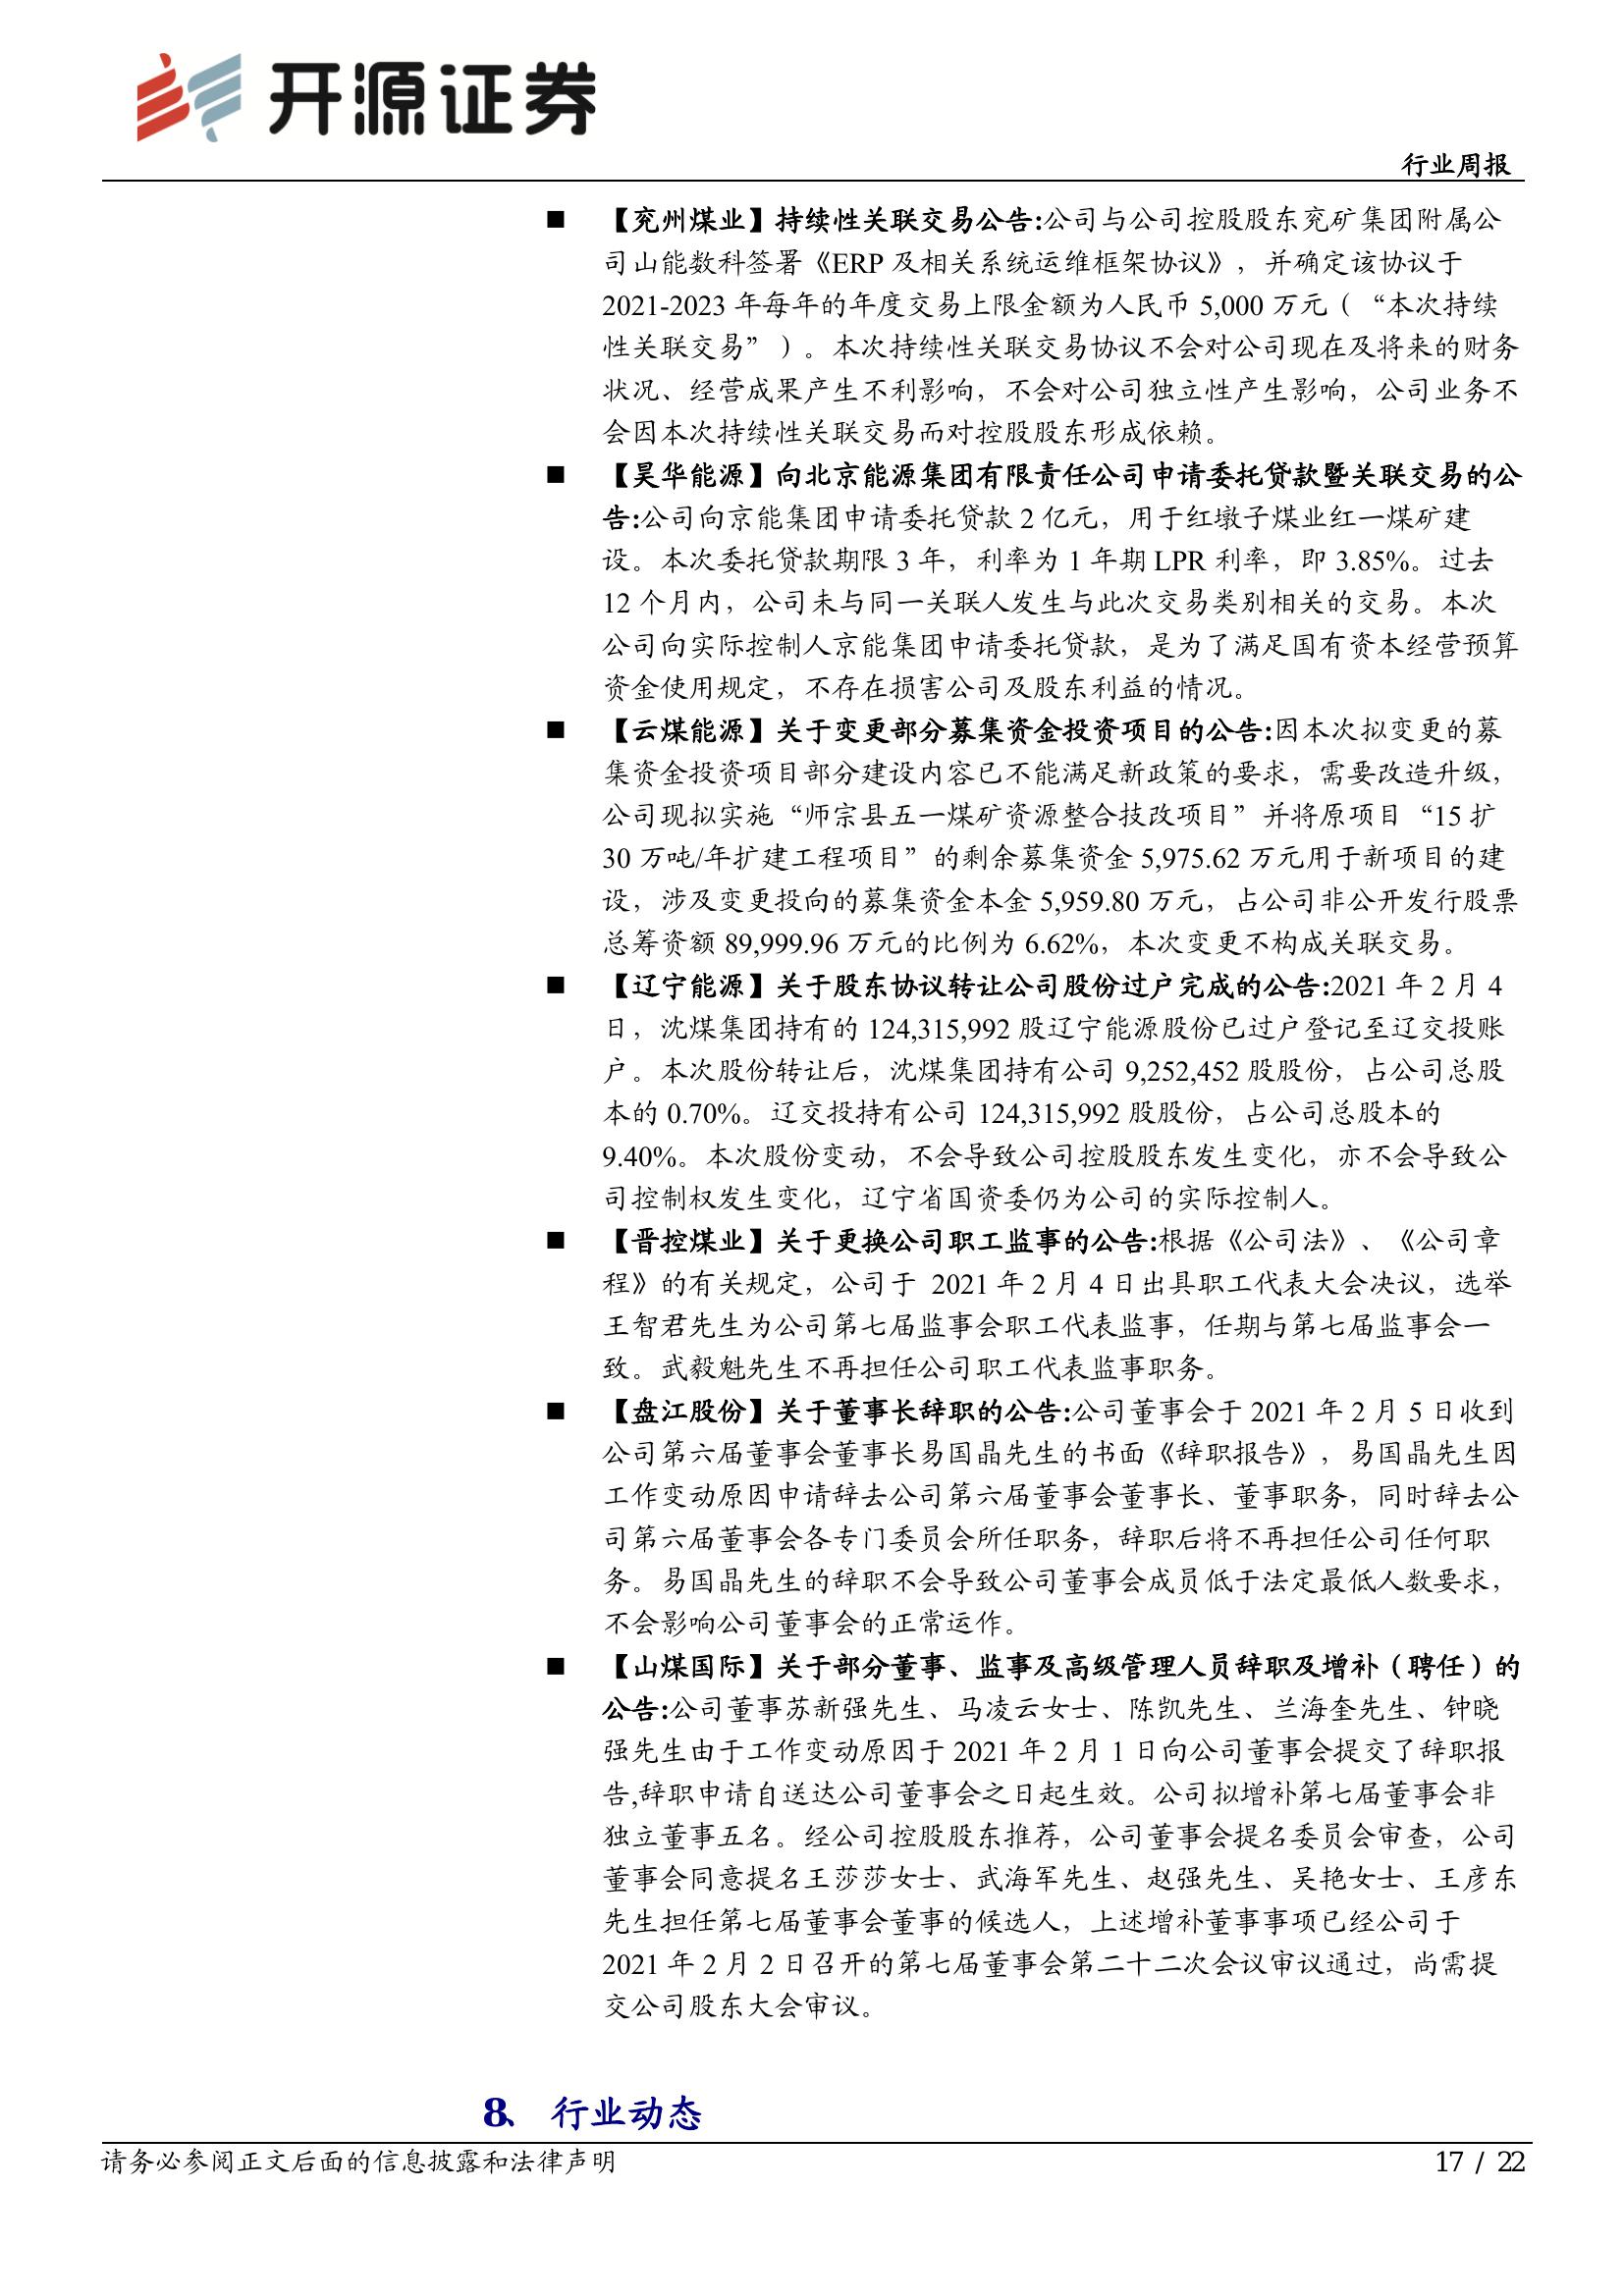 开源证券
行业周报
■ 【兖州煤业】持续性关联交易公告:公司与公司控股股东兖矿集团附属公
司山能数科签署《ERP 及相关系统运维框架协议》，并确定该协议于
2021-2023 年每年的年度交易上限金额为人民币 5,000 万元（“本次持续
性关联交易”）。本次持续性关联交易协议不会对公司现在及将来的财务
状况、经营成果产生不利影响，不会对公司独立性产生影响，公司业务不
会因本次持续性关联交易而对控股股东形成依赖。
■ 【昊华能源】向北京能源集团有限责任公司申请委托贷款暨关联交易的公
告:公司向京能集团申请委托贷款 2 亿元，用于红墩子煤业红一煤矿建
设。本次委托贷款期限 3 年，利率为 1 年期 LPR 利率，即 3.85%。过去
12 个月内，公司未与同一关联人发生与此次交易类别相关的交易。本次
公司向实际控制人京能集团申请委托贷款，是为了满足国有资本经营预算
资金使用规定，不存在损害公司及股东利益的情况。
■ 【云煤能源】关于变更部分募集资金投资项目的公告:因本次拟变更的募
集资金投资项目部分建设内容已不能满足新政策的要求，需要改造升级，
公司现拟实施“师宗县五一煤矿资源整合技改项目”并将原项目“15 扩
30 万吨/年扩建工程项目”的剩余募集资金 5,975.62 万元用于新项目的建
设，涉及变更投向的募集资金本金 5,959.80 万元，占公司非公开发行股票
总筹资额 89,999.96 万元的比例为 6.62%，本次变更不构成关联交易。
■ 【辽宁能源】关于股东协议转让公司股份过户完成的公告:2021 年 2 月 4
日，沈煤集团持有的 124,315,992 股辽宁能源股份已过户登记至辽交投账
户。本次股份转让后，沈煤集团持有公司 9,252,452 股股份，占公司总股
本的 0.70%。辽交投持有公司 124,315,992 股股份，占公司总股本的
9.40%。本次股份变动，不会导致公司控股股东发生变化，亦不会导致公
司控制权发生变化，辽宁省国资委仍为公司的实际控制人。
■ 【晋控煤业】关于更换公司职工监事的公告:根据《公司法》、《公司章
程》的有关规定，公司于 2021 年 2 月 4 日出具职工代表大会决议，选举
王智君先生为公司第七届监事会职工代表监事，任期与第七届监事会一
致。武毅魁先生不再担任公司职工代表监事职务。
■ 【盘江股份】关于董事长辞职的公告:公司董事会于 2021 年 2 月 5 日收到
公司第六届董事会董事长易国晶先生的书面《辞职报告》，易国晶先生因
工作变动原因申请辞去公司第六届董事会董事长、董事职务，同时辞去公
司第六届董事会各专门委员会所任职务，辞职后将不再担任公司任何职
务。易国晶先生的辞职不会导致公司董事会成员低于法定最低人数要求，
不会影响公司董事会的正常运作。
■ 【山煤国际】关于部分董事、监事及高级管理人员辞职及增补（聘任）的
公告:公司董事苏新强先生、马凌云女士、陈凯先生、兰海奎先生、钟晓
强先生由于工作变动原因于 2021 年 2 月 1 日向公司董事会提交了辞职报
告,辞职申请自送达公司董事会之日起生效。公司拟增补第七届董事会非
独立董事五名。经公司控股股东推荐，公司董事会提名委员会审查，公司
董事会同意提名王莎莎女士、武海军先生、赵强先生、吴艳女士、王彦东
先生担任第七届董事会董事的候选人，上述增补董事事项已经公司于
2021 年 2 月 2 日召开的第七届董事会第二十二次会议审议通过，尚需提
交公司股东大会审议。
8、 行业动态
请务必参阅正文后面的信息披露和法律声明
17 / 22